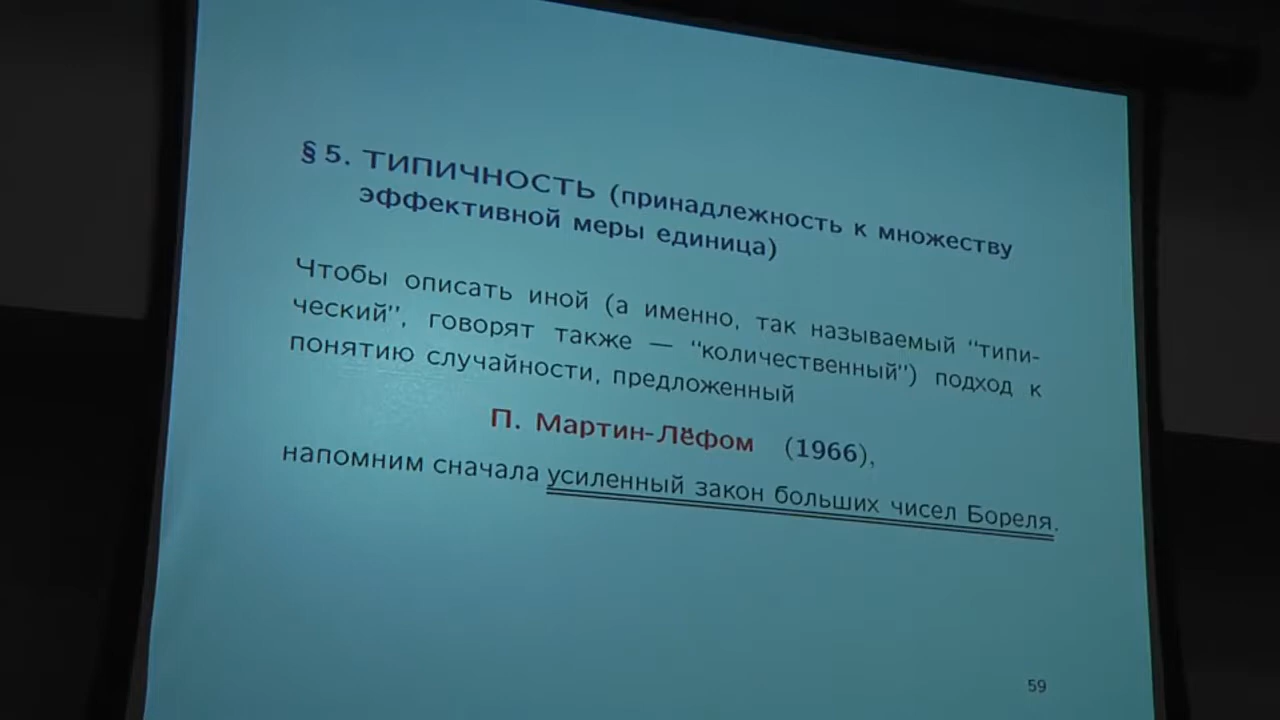 § 5. ТИПИЧНОСТЬ (принадлежность к множеству
эффективной меры единица)
Чтобы описать иной (а именно, так называемый "типи-
ческий", говорят также — "количественный") подход к
понятию случайности, предложенный
П. Мартин-Лёфом (1966),
напомним сначала усиленный закон больших чисел Бореля.
59